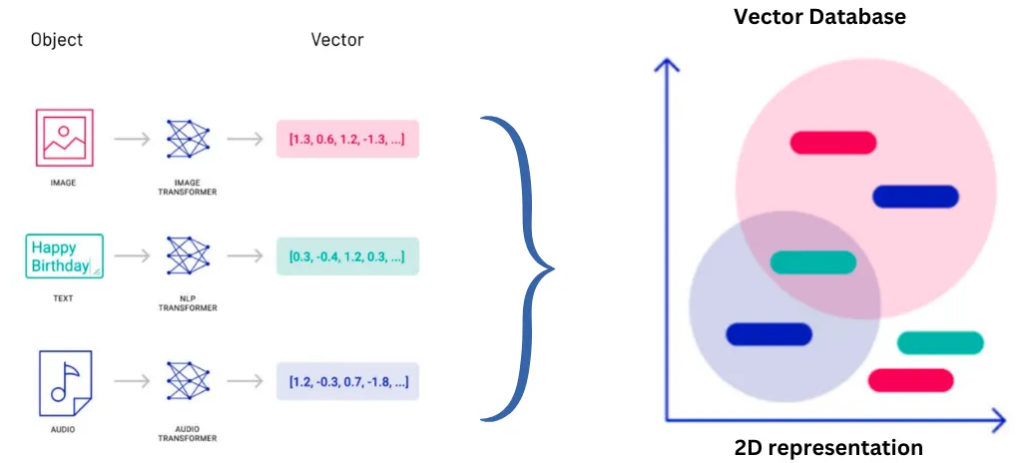 Object
Vector
Vector Database
IMAGE
IMAGE
TRANSFORMER
[1.3, 0.6, 1.2, -1.3, ...]
Happy
Birthday
TEXT
NLP
TRANSFORMER
[0.3, -0.4, 1.2, 0.3, ...]
AUDIO
AUDIO
TRANSFORMER
[1.2, -0.3, 0.7, -1.8, ...]
2D representation